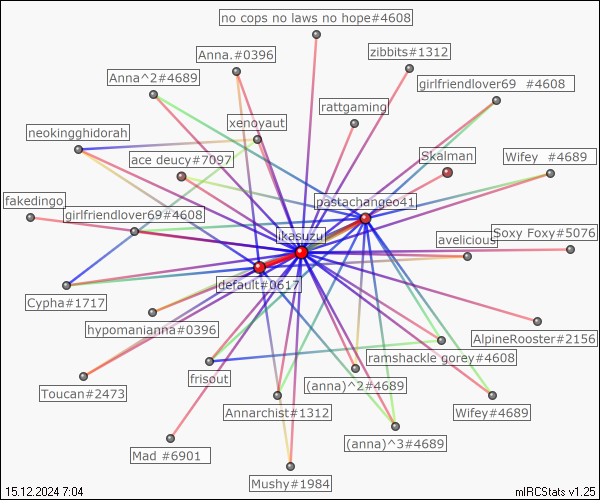 no cops no laws no hope#4608
Anna.#0396
zibbits#1312
Anna^2#4689
girlfriendlover69 #4608
rattgaming
xenoyaut
neokingghidorah
ace deucy#7097
Skalman
Wifey #4689
fakedingo
pastachangeo41
girlfriendlover69#4608
ikasuzu
Soxy Foxy#5076
avelicious
default#0617
Cypha#1717
hypomanianna#0396
AlpineRooster#2156
ramshackle gorey#4608
frisout
(anna)^2#4689
Toucan#2473
Annarchist#1312
Wifey#4689
(anna)^3#4689
Mad #6901
Mushy#1984
15.12.2024 7:04
mIRCStats v1.25